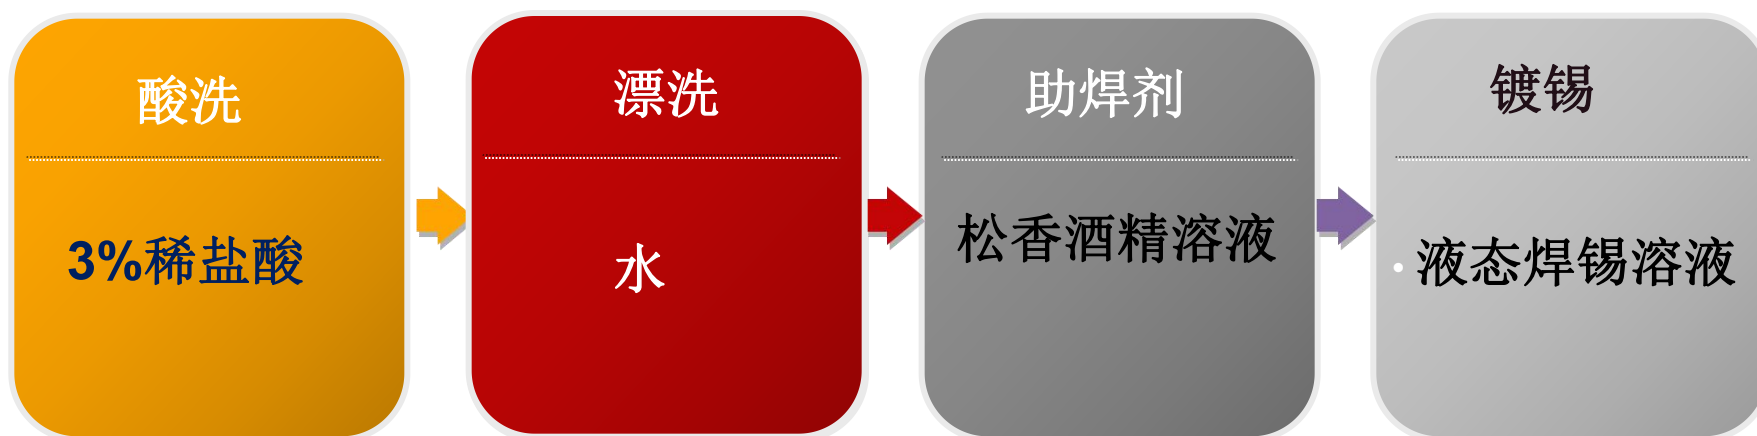 酸洗
3%稀盐酸
漂洗
水
助焊剂
松香酒精溶液
镀锡
• 液态焊锡溶液